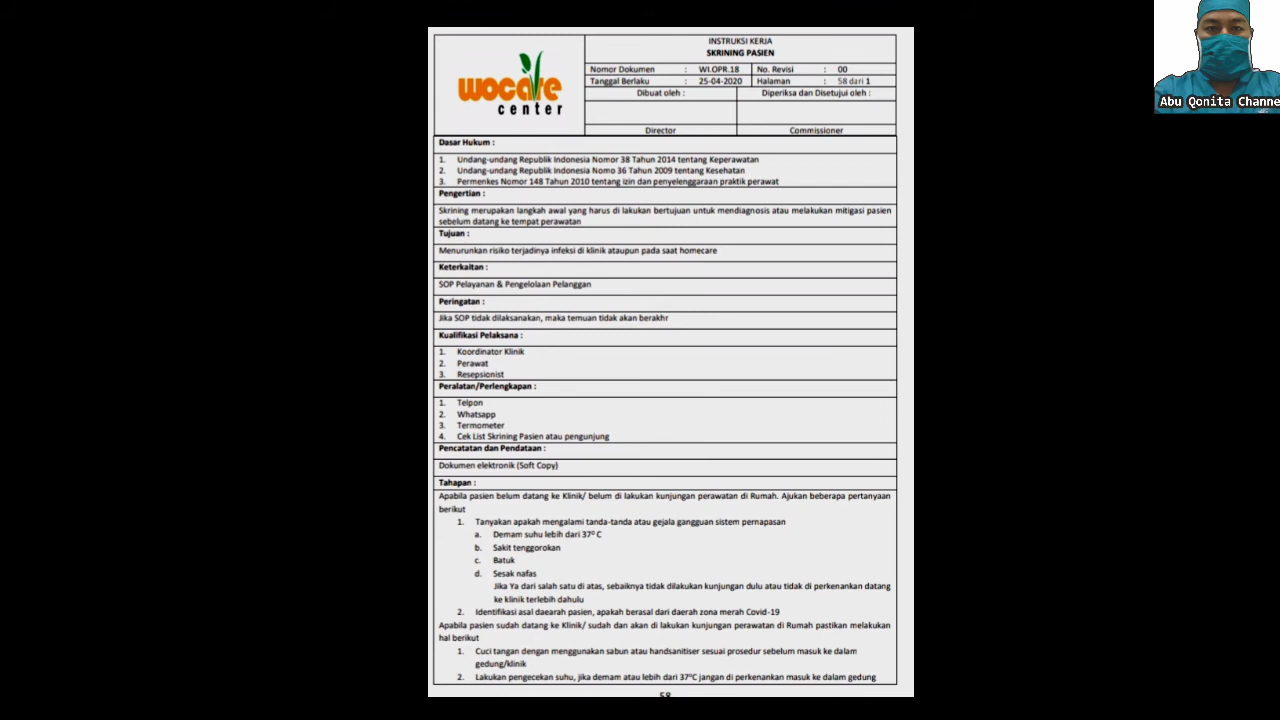 wocare
center
INSTRUKSI KERJA
SKRINING PASIEN
Nomor Dokumen : WI.OPR.18 No. Revisi : 00
Tanggal Berlaku : 25-04-2020 Halaman : 58 dari 1
Dibuat oleh : Diperiksa dan Disetujui oleh :
Director Commissioner
Dasar Hukum :
1. Undang-undang Republik Indonesia Nomor 38 Tahun 2014 tentang Keperawatan
2. Undang-undang Republik Indonesia Nomo 36 Tahun 2009 tentang Kesehatan
3. Permenkes Nomor 148 Tahun 2010 tentang izin dan penyelenggaraan praktik perawat
Pengertian :
Skrining merupakan langkah awal yang harus di lakukan bertujuan untuk mendiagnosis atau melakukan mitigasi pasien
sebelum datang ke tempat perawatan
Tujuan :
Menurunkan risiko terjadinya infeksi di klinik ataupun pada saat homecare
Keterkaitan :
SOP Pelayanan & Pengelolaan Pelanggan
Peringatan :
Jika SOP tidak dilaksanakan, maka temuan tidak akan berakhr
Kualifikasi Pelaksana :
1. Koordinator Klinik
2. Perawat
3. Resepsionist
Peralatan/Perlengkapan :
1. Telpon
2. Whatsapp
3. Termometer
4. Cek List Skrining Pasien atau pengunjung
Pencatatan dan Pendataan :
Dokumen elektronik (Soft Copy)
Tahapan :
Apabila pasien belum datang ke Klinik/ belum di lakukan kunjungan perawatan di Rumah. Ajukan beberapa pertanyaan
berikut
1. Tanyakan apakah mengalami tanda-tanda atau gejala gangguan sistem pernapasan
a. Demam suhu lebih dari 37⁰ C
b. Sakit tenggorokan
c. Batuk
d. Sesak nafas
Jika Ya dari salah satu di atas, sebaiknya tidak dilakukan kunjungan dulu atau tidak di perkenankan datang
ke klinik terlebih dahulu
2. Identifikasi asal daearah pasien, apakah berasal dari daerah zona merah Covid-19
Apabila pasien sudah datang ke Klinik/ sudah dan akan di lakukan kunjungan perawatan di Rumah pastikan melakukan
hal berikut
1. Cuci tangan dengan menggunakan sabun atau handsanitiser sesuai prosedur sebelum masuk ke dalam
gedung/klinik
2. Lakukan pengecekan suhu, jika demam atau lebih dari 37⁰C jangan di perkenankan masuk ke dalam gedung
58
Abu Qonita Channe